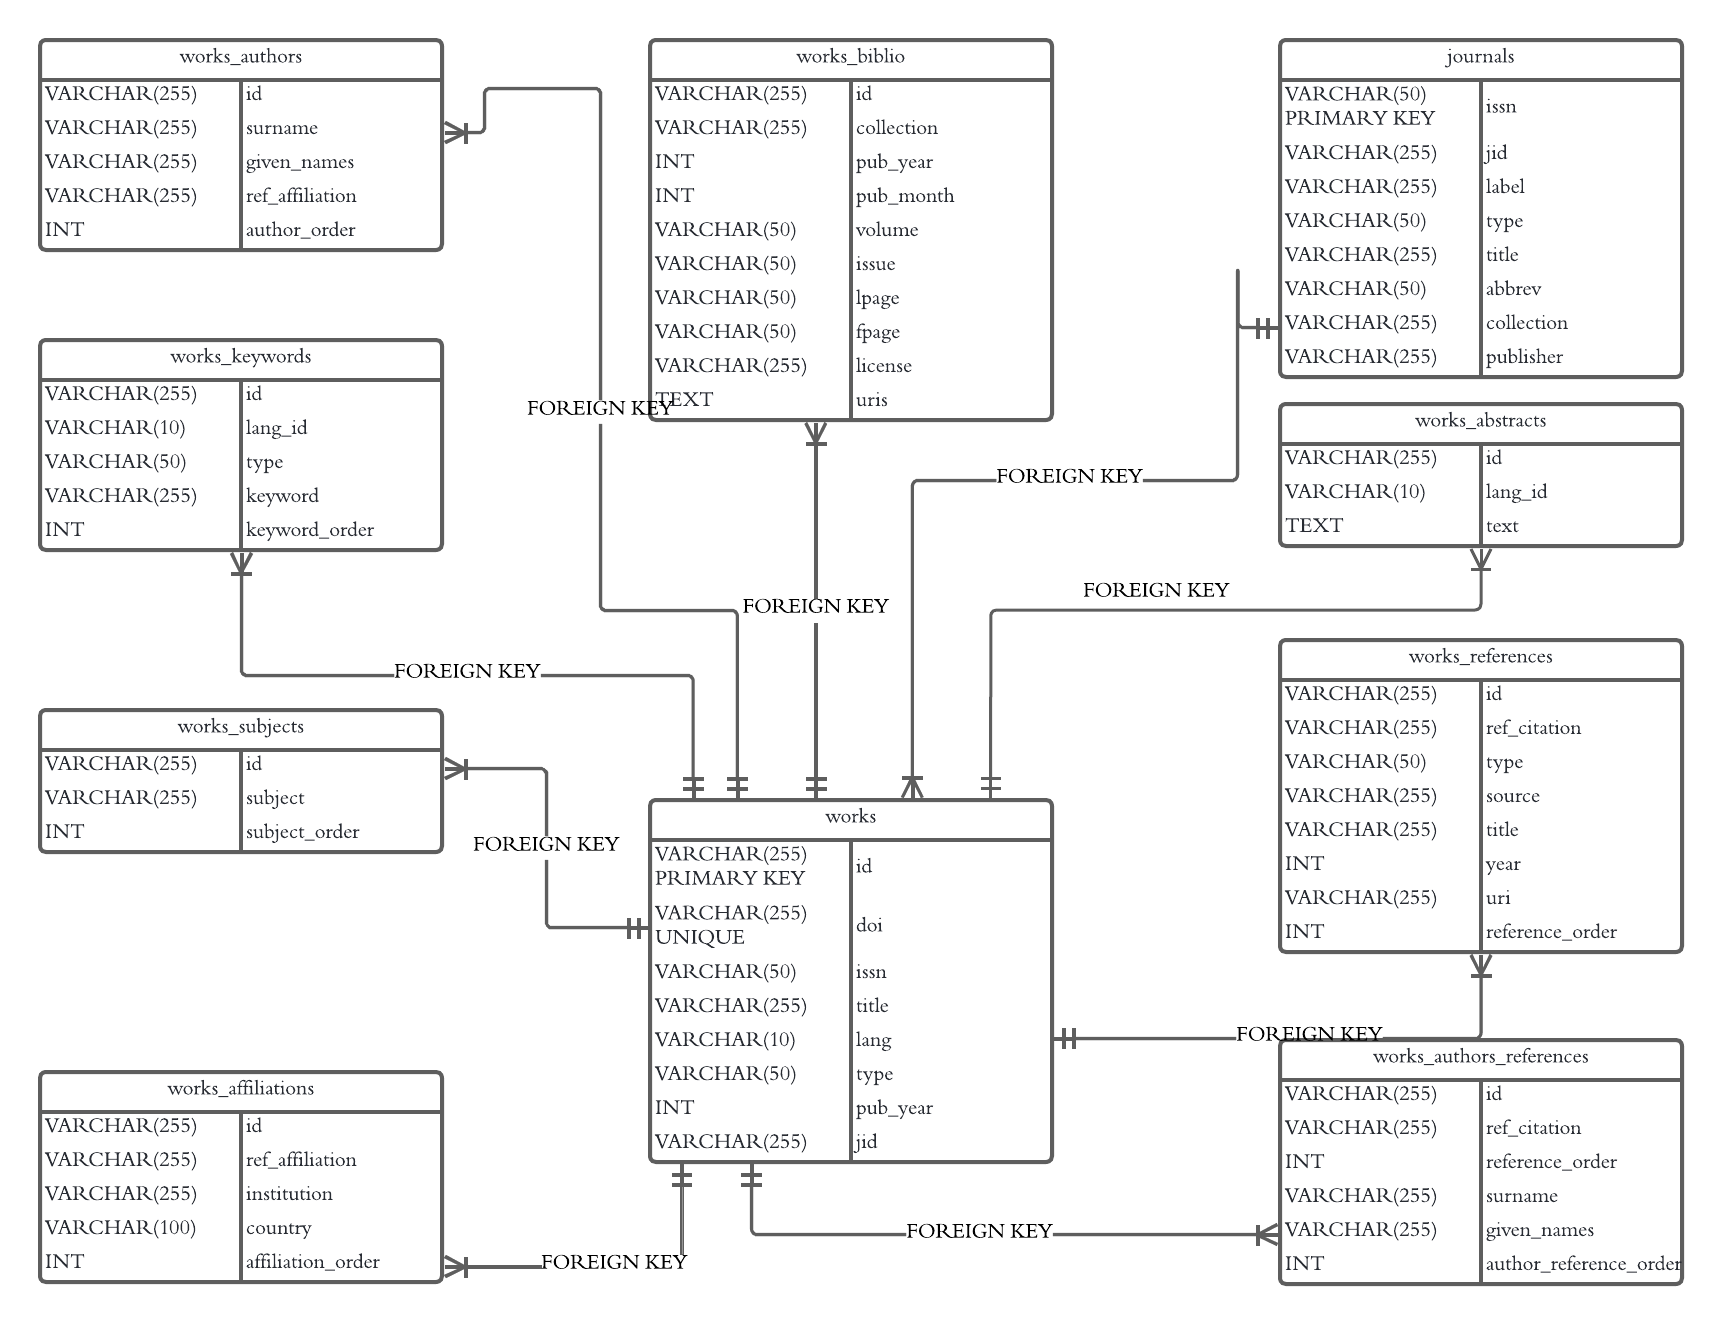 works_authors
VARCHAR(255) id
VARCHAR(255) surname
VARCHAR(255) given_names
VARCHAR(255) ref_affiliation
INT author_order
works_biblio
VARCHAR(255) id
VARCHAR(255) collection
INT pub_year
INT pub_month
VARCHAR(50) volume
VARCHAR(50) issue
VARCHAR(50) lpage
VARCHAR(50) fpage
VARCHAR(255) license
TEXT uris
journals
VARCHAR(50)
PRIMARY KEY
issn
VARCHAR(255) jid
VARCHAR(255) label
VARCHAR(50) type
VARCHAR(255) title
VARCHAR(50) abbrev
VARCHAR(255) collection
VARCHAR(255) publisher
works_keywords
VARCHAR(255) id
VARCHAR(10) lang_id
VARCHAR(50) type
VARCHAR(255) keyword
INT keyword_order
FOREIGN KEY
FOREIGN KEY
works_abstracts
VARCHAR(255) id
VARCHAR(10) lang_id
TEXT text
FOREIGN KEY
FOREIGN KEY
FOREIGN KEY
works_subjects
VARCHAR(255) id
VARCHAR(255) subject
INT subject_order
FOREIGN KEY
works_references
VARCHAR(255) id
VARCHAR(255) ref_citation
VARCHAR(50) type
VARCHAR(255) source
VARCHAR(255) title
INT year
VARCHAR(255) uri
INT reference_order
works
VARCHAR(255)
PRIMARY KEY
id
VARCHAR(255)
UNIQUE
doi
VARCHAR(50) issn
VARCHAR(255) title
VARCHAR(10) lang
VARCHAR(50) type
INT pub_year
VARCHAR(255) jid
FOREIGN KEY
works_affiliations
VARCHAR(255) id
VARCHAR(255) ref_affiliation
VARCHAR(255) institution
VARCHAR(100) country
INT affiliation_order
FOREIGN KEY
FOREIGN KEY
works_authors_references
VARCHAR(255) id
VARCHAR(255) ref_citation
INT reference_order
VARCHAR(255) surname
VARCHAR(255) given_names
INT author_reference_order